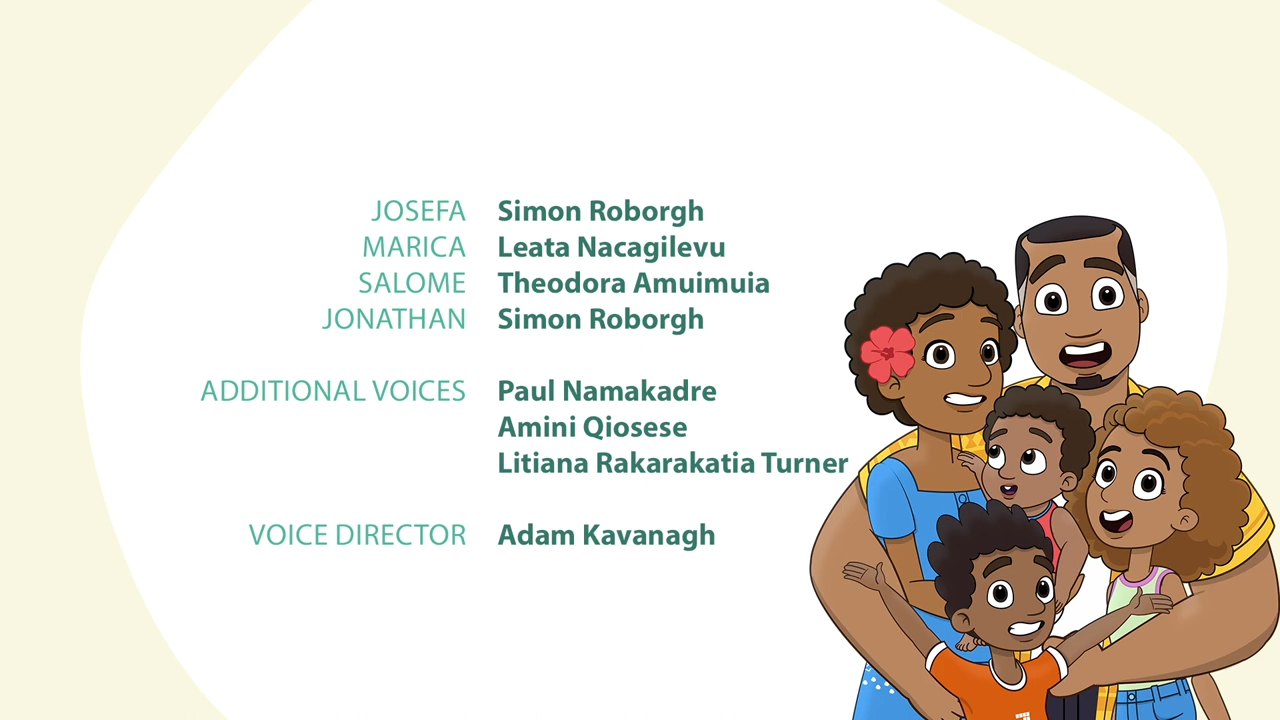 JOSEFA Simon Roborgh
MARICA Leata Nacagilevu
SALOME Theodora Amuimuia
JONATHAN Simon Roborgh
ADDITIONAL VOICES Paul Namakadre
Amini Qiosese
Litiana Rakarakatia Turner
VOICE DIRECTOR Adam Kavanagh